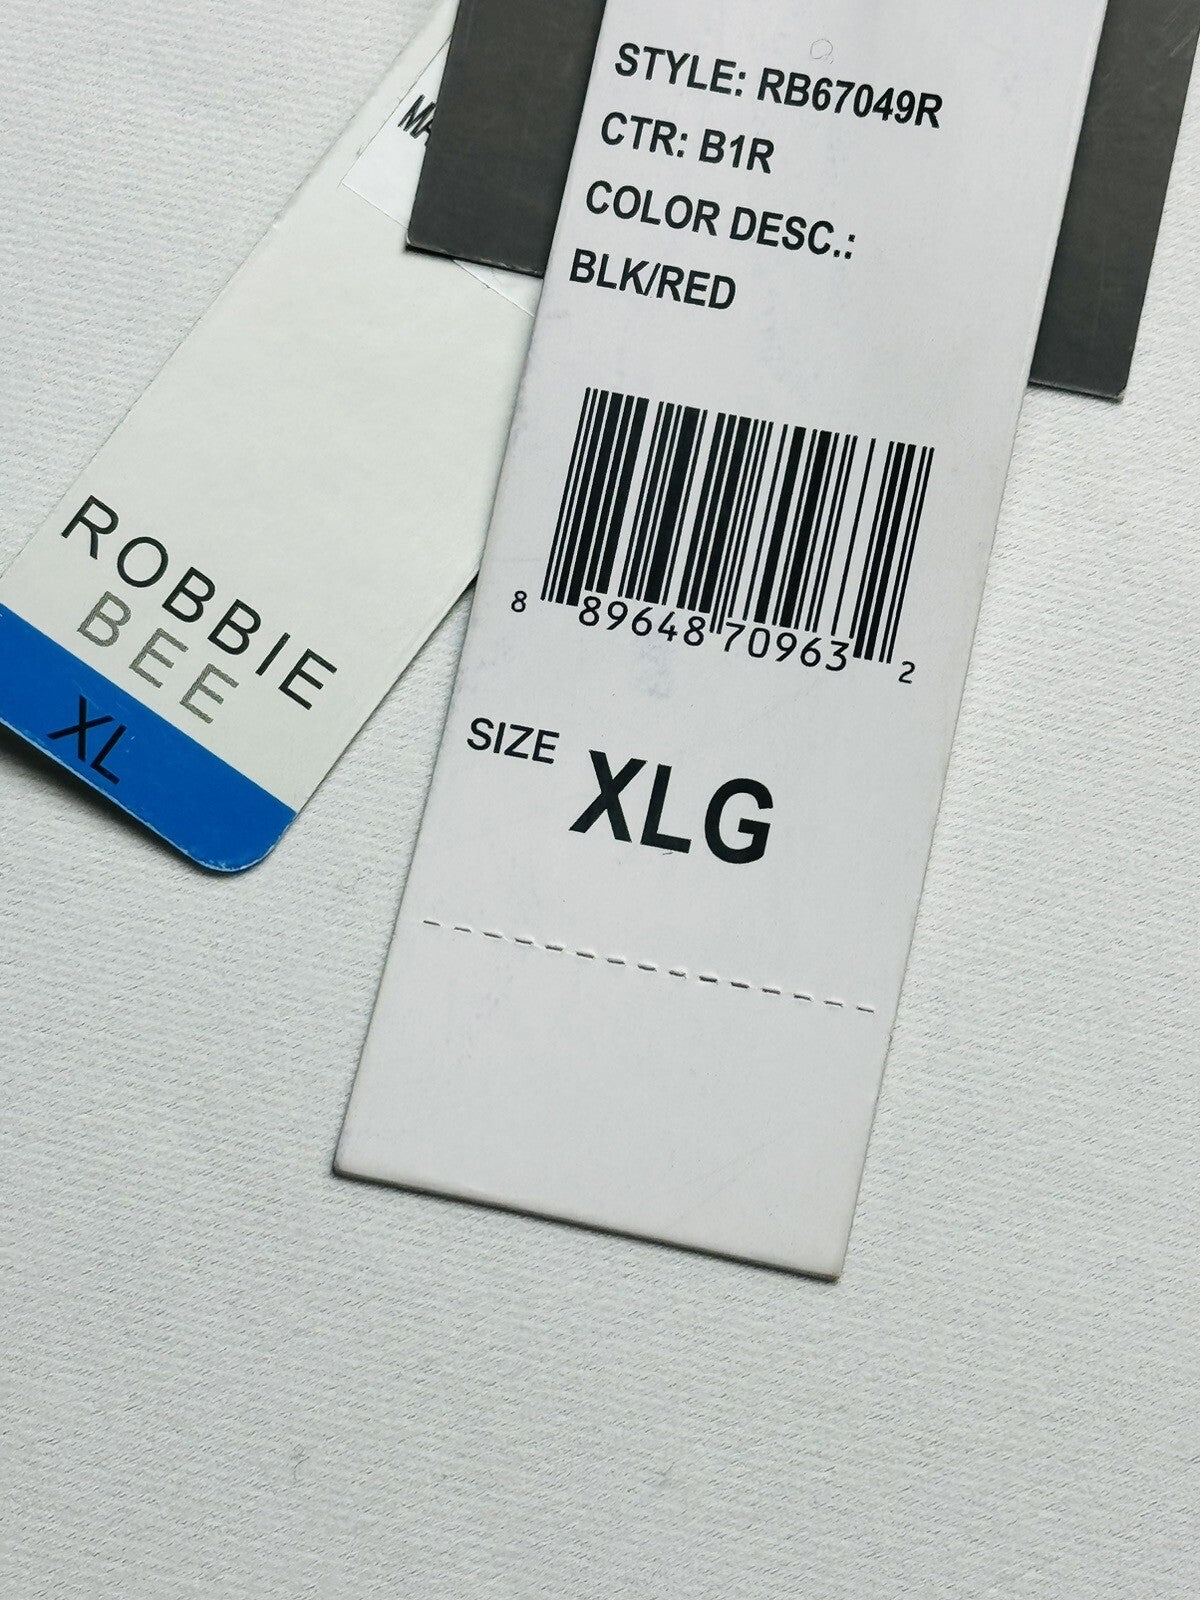 STYLE: RB67049R
CTR: B1R
COLOR DESC.:
BLK/RED
8 89648 70963 2
SIZE XLG
ROBBIE
BEE
XL